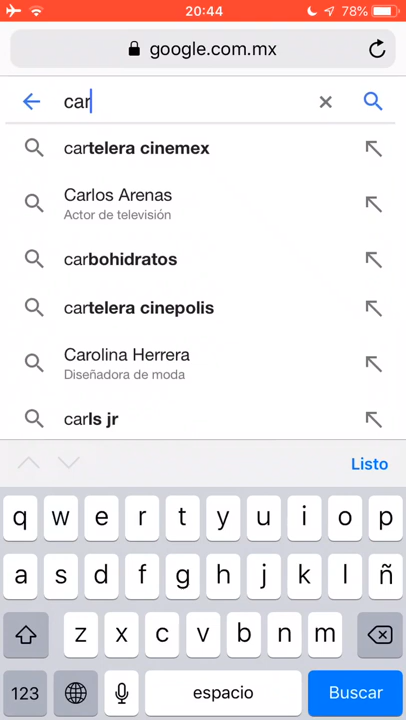 20:44
78%
google.com.mx
car
cartelera cinemex
Carlos Arenas
Actor de televisión
carbohidratos
cartelera cinepolis
Carolina Herrera
Diseñadora de moda
carls jr
Listo
q w e r t y u i o p
a s d f g h j k l ñ
z x c v b n m
123 espacio Buscar